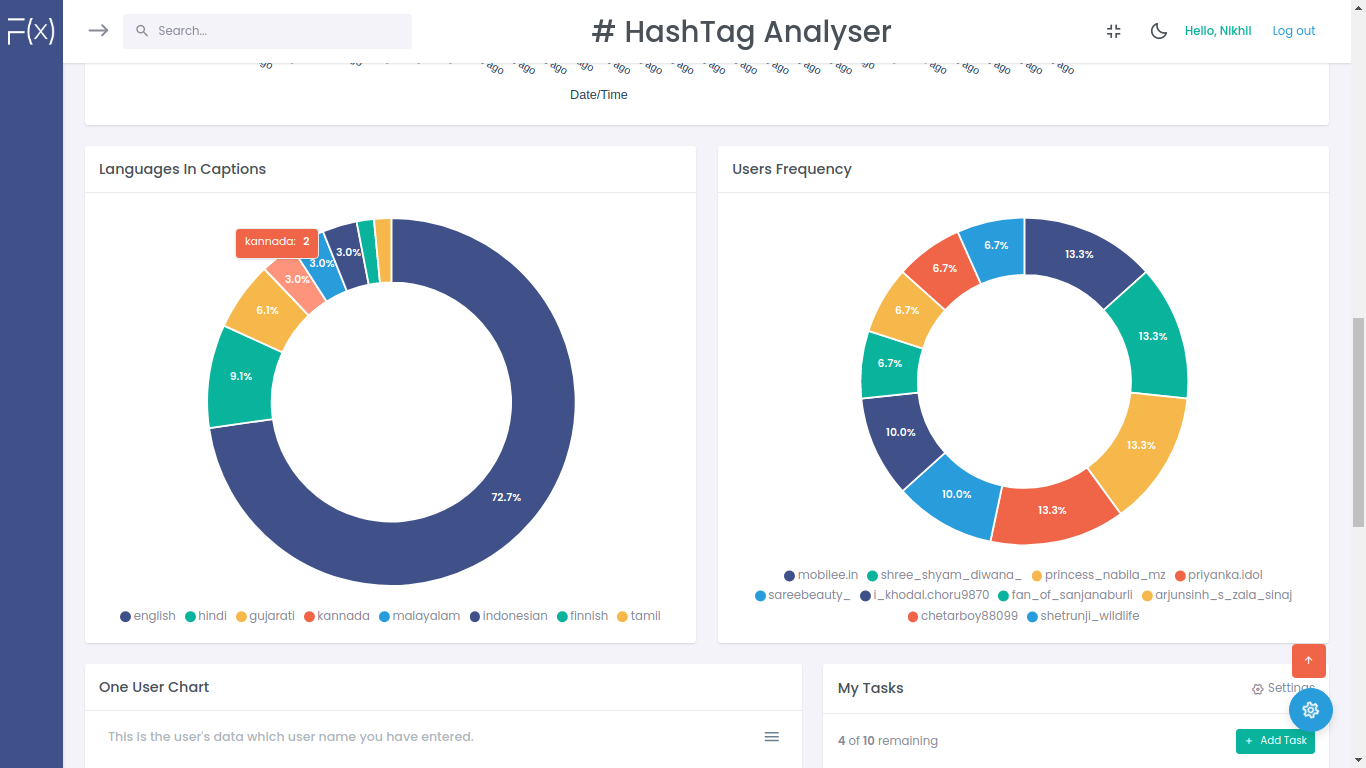 F(x)
Search...
# HashTag Analyser
Hello, Nikhil
Log out
ago ago ago ago ago ago ago ago ago ago ago ago ago ago ago ago ago
Date/Time
Languages In Captions
kannada: 2
3.0%
3.0%
3.0%
6.1%
9.1%
72.7%
english hindi gujarati kannada malayalam indonesian finnish tamil
Users Frequency
6.7%
13.3%
6.7%
6.7%
13.3%
6.7%
10.0%
13.3%
10.0%
13.3%
mobilee.in shree_shyam_diwana_ princess_nabila_mz priyanka.idol
sareebeauty_ i_khodal.choru9870 fan_of_sanjanaburli arjunsinh_s_zala_sinaj
chetarboy88099 shetrunji_wildlife
One User Chart
This is the user's data which user name you have entered.
My Tasks
Settings
4 of 10 remaining
+ Add Task